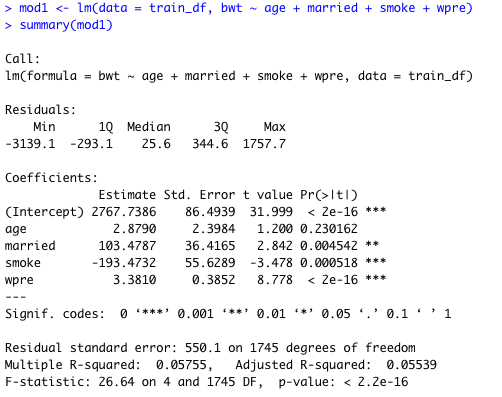 > mod1 <- lm(data = train_df, bwt ~ age + married + smoke + wpre)
> summary(mod1)

Call:
lm(formula = bwt ~ age + married + smoke + wpre, data = train_df)

Residuals:
    Min      1Q  Median      3Q     Max
-3139.1  -293.1    25.6   344.6  1757.7

Coefficients:
             Estimate Std. Error t value Pr(>|t|)
(Intercept) 2767.7386    86.4939  31.999  < 2e-16 ***
age            2.8790     2.3984   1.200 0.230162
married      103.4787    36.4165   2.842 0.004542 **
smoke       -193.4732    55.6289  -3.478 0.000518 ***
wpre           3.3810     0.3852   8.778  < 2e-16 ***
---
Signif. codes:  0 ‘***’ 0.001 ‘**’ 0.01 ‘*’ 0.05 ‘.’ 0.1 ‘ ’ 1

Residual standard error: 550.1 on 1745 degrees of freedom
Multiple R-squared:  0.05755,	Adjusted R-squared:  0.05539
F-statistic: 26.64 on 4 and 1745 DF,  p-value: < 2.2e-16